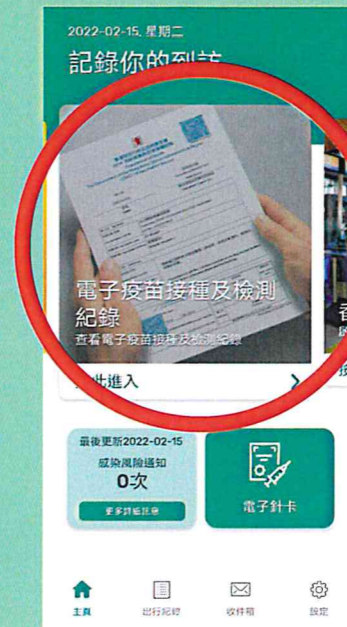 2022-02-15, 星期二
記錄你的到訪
電子疫苗接種及檢測
紀錄
查看電子疫苗接種及檢測紀錄
按此進入
最後更新2022-02-15
感染風險通知
0次
更多詳細訊息
電子針卡
主頁
出行記錄
收件箱
設定